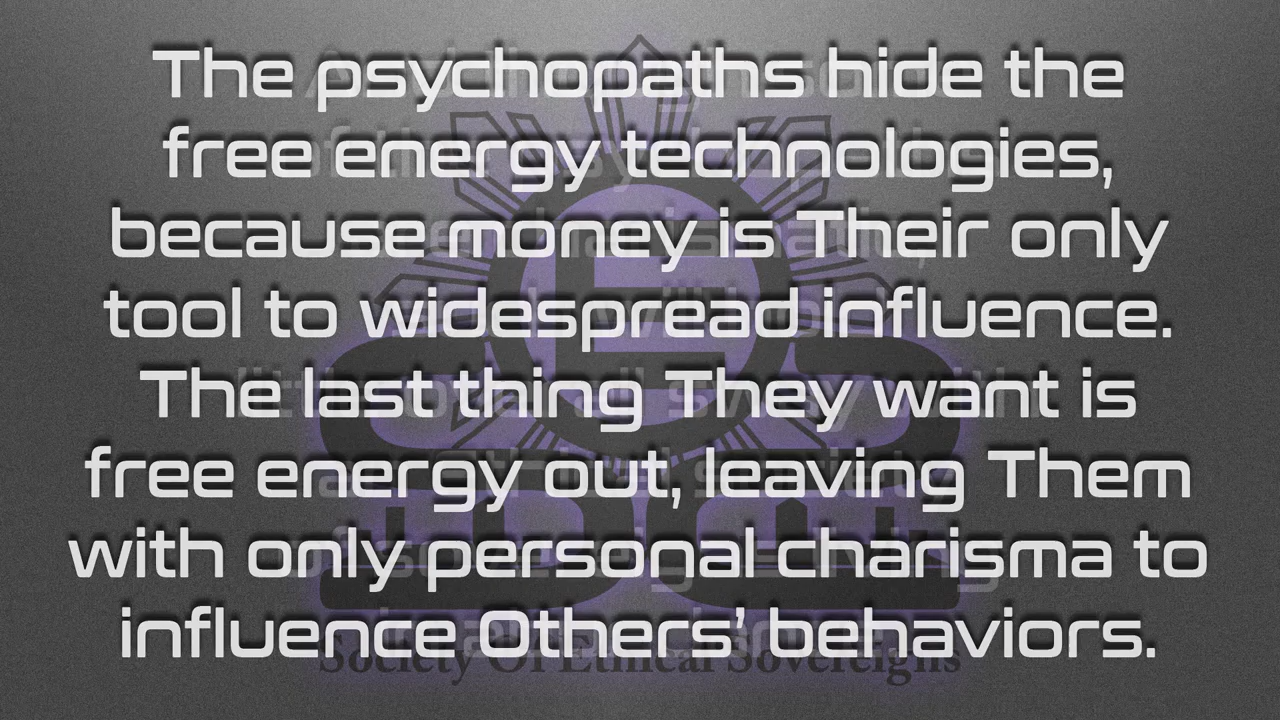 The psychopaths hide the
free energy technologies,
because money is Their only
tool to widespread influence.
The last thing They want is
free energy out, leaving Them
with only personal charisma to
influence Others’ behaviors.
Society Of Ethical Sovereigns